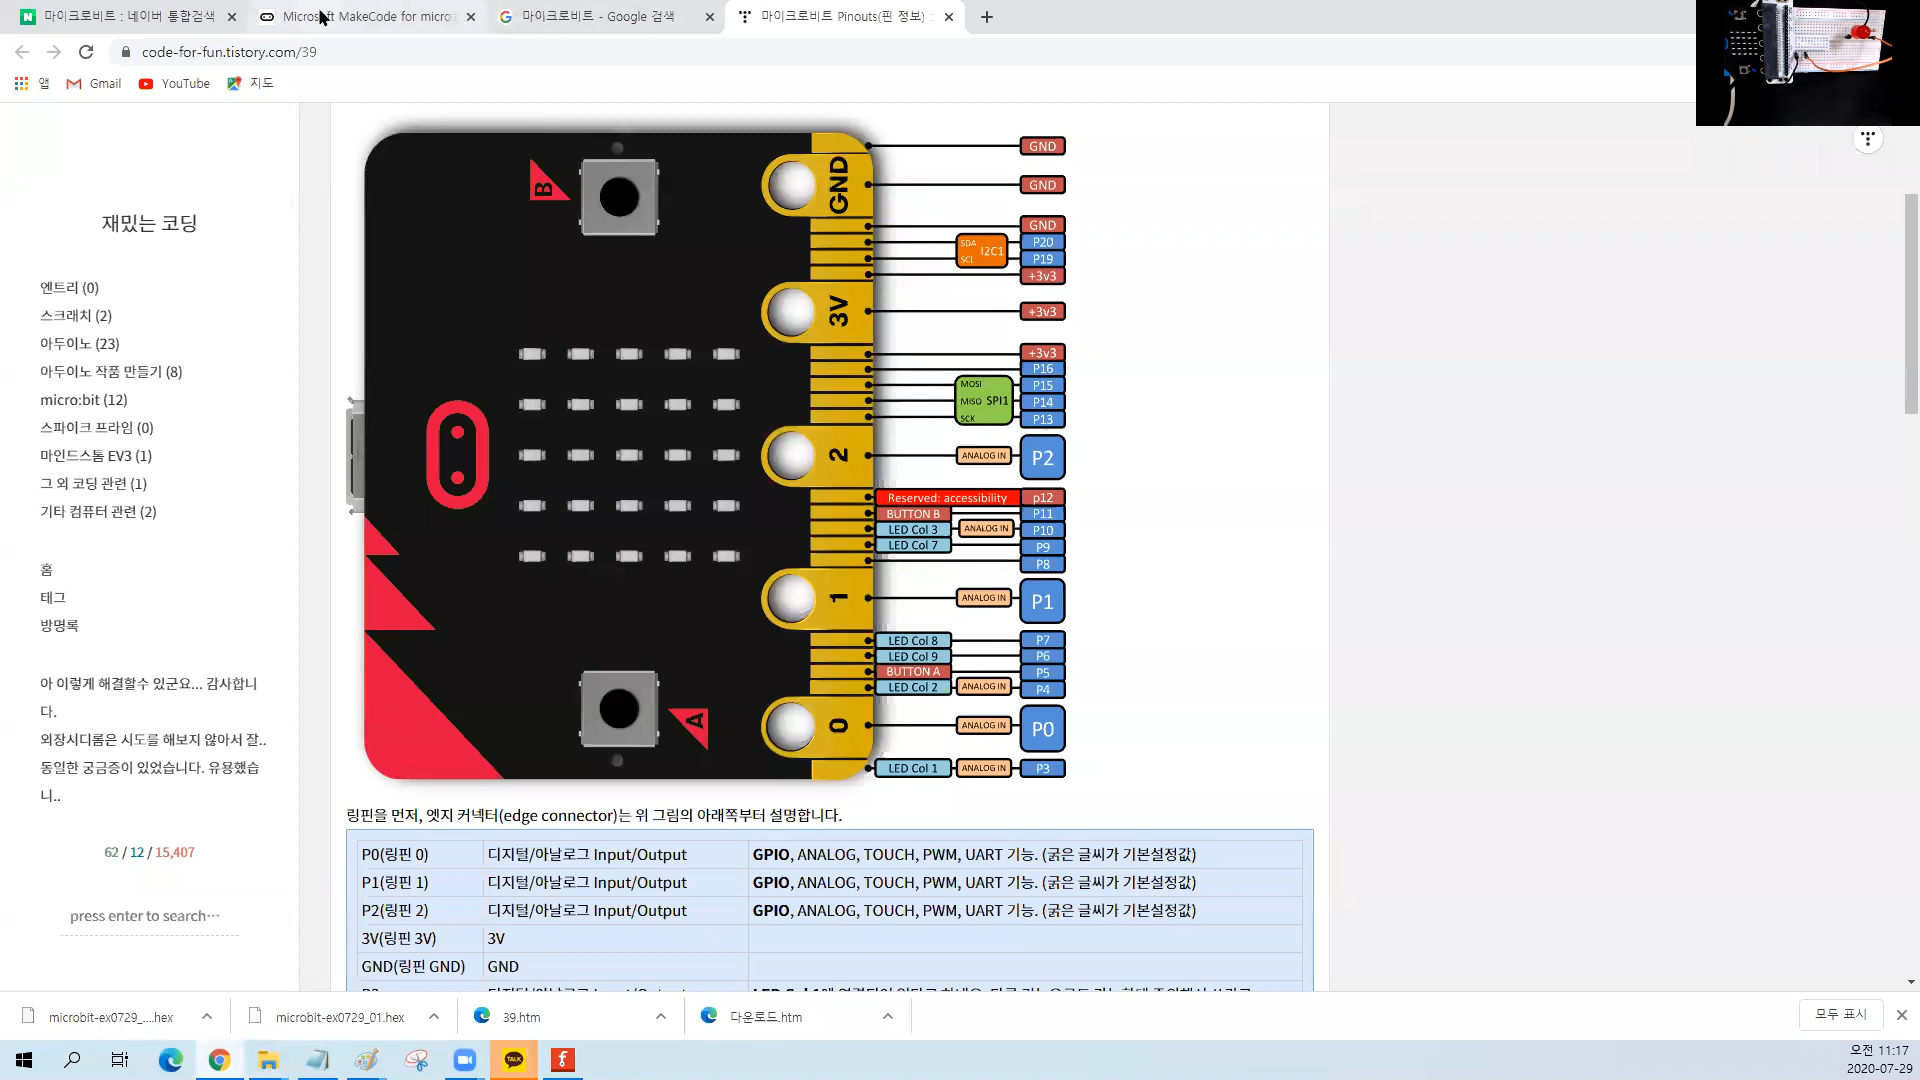 마이크로비트 : 네이버 통합검색
Microsoft MakeCode for micro
마이크로비트 - Google 검색
마이크로비트 Pinouts(핀 정보) ::
code-for-fun.tistory.com/39
앱
Gmail
YouTube
지도
재밌는 코딩
엔트리 (0)
스크래치 (2)
아두이노 (23)
아두이노 작품 만들기 (8)
micro:bit (12)
스파이크 프라임 (0)
마인드스톰 EV3 (1)
그 외 코딩 관련 (1)
기타 컴퓨터 관련 (2)
홈
태그
방명록
아 이렇게 해결할수 있군요... 감사합니
다.
외장시디롬은 시도를 해보지 않아서 잘..
동일한 궁금증이 있었습니다. 유용했습
니..
62 / 12 / 15,407
press enter to search···
B
A
GND
3V
2
1
0
GND
GND
GND
SDA
SCL
I2C1
P20
P19
+3v3
+3v3
+3v3
P16
MOSI
MISO
SCK
SPI1
P15
P14
P13
ANALOG IN
P2
Reserved: accessibility
p12
BUTTON B
P11
LED Col 3
ANALOG IN
P10
LED Col 7
P9
P8
ANALOG IN
P1
LED Col 8
P7
LED Col 9
P6
BUTTON A
P5
LED Col 2
ANALOG IN
P4
ANALOG IN
P0
LED Col 1
ANALOG IN
P3
링핀을 먼저, 엣지 커넥터(edge connector)는 위 그림의 아래쪽부터 설명합니다.
P0(링핀 0) 디지털/아날로그 Input/Output GPIO, ANALOG, TOUCH, PWM, UART 기능. (굵은 글씨가 기본설정값)
P1(링핀 1) 디지털/아날로그 Input/Output GPIO, ANALOG, TOUCH, PWM, UART 기능. (굵은 글씨가 기본설정값)
P2(링핀 2) 디지털/아날로그 Input/Output GPIO, ANALOG, TOUCH, PWM, UART 기능. (굵은 글씨가 기본설정값)
3V(링핀 3V) 3V
GND(링핀 GND) GND
microbit-ex0729_....hex
microbit-ex0729_01.hex
39.htm
다운로드.htm
모두 표시
TALK
오전 11:17
2020-07-29